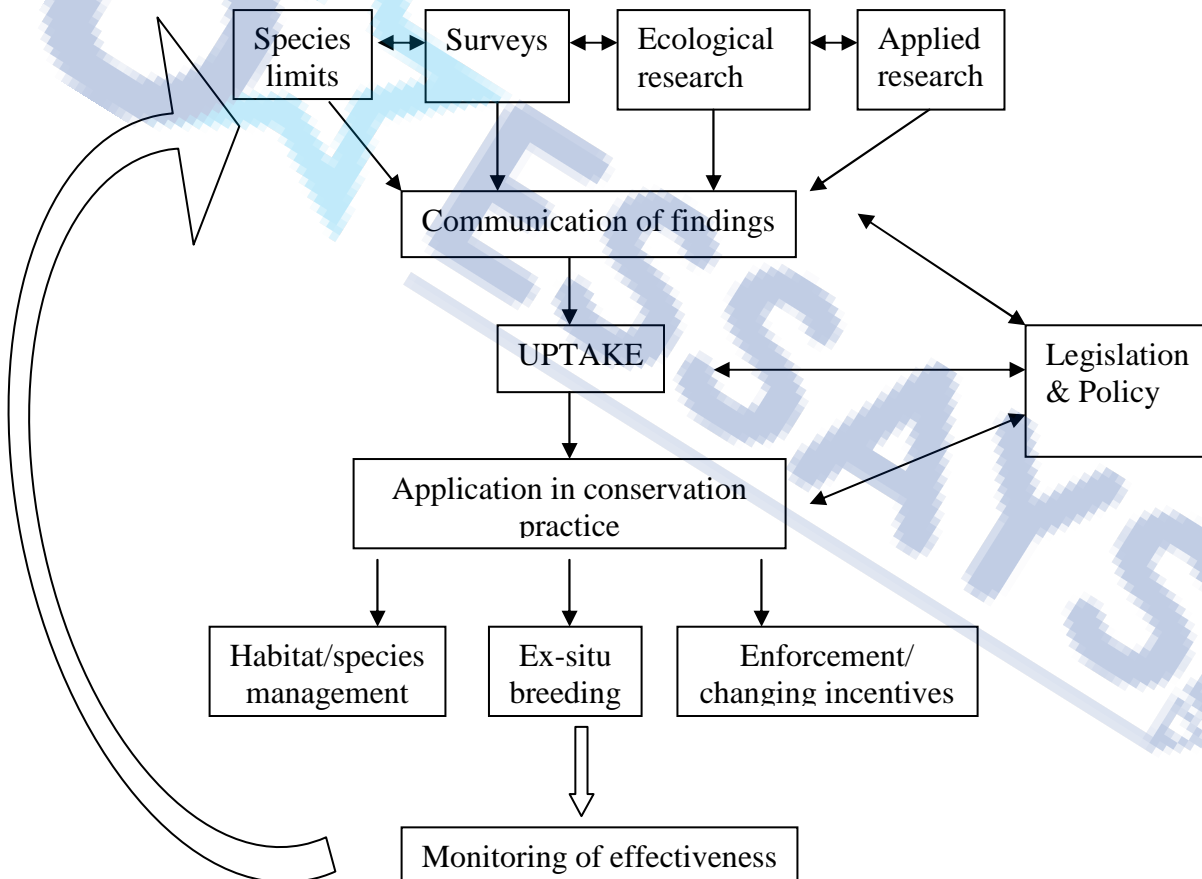 Species
limits
Surveys
Ecological
research
Applied
research
Communication of findings
UPTAKE
Legislation
& Policy
Application in conservation
practice
Habitat/species
management
Ex-situ
breeding
Enforcement/
changing incentives
Monitoring of effectiveness
ESSAYS